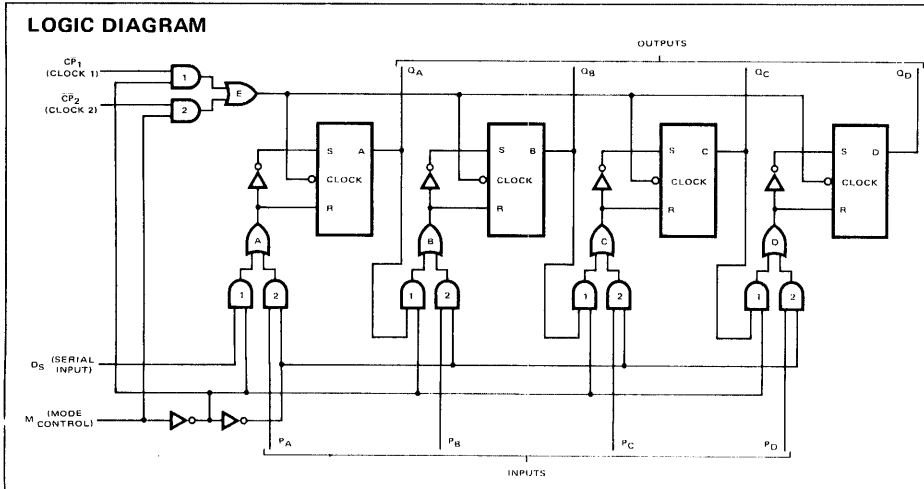 LOGIC DIAGRAM
OUTPUTS
CP1
(CLOCK 1)
CP2
(CLOCK 2)
1
2
E
QA
QB
QC
QD
S A
CLOCK
R
S B
CLOCK
R
S C
CLOCK
R
S D
CLOCK
R
A
B
C
D
1 2
1 2
1 2
1 2
DS (SERIAL
INPUT)
M (MODE
CONTROL)
PA
PB
PC
PD
INPUTS